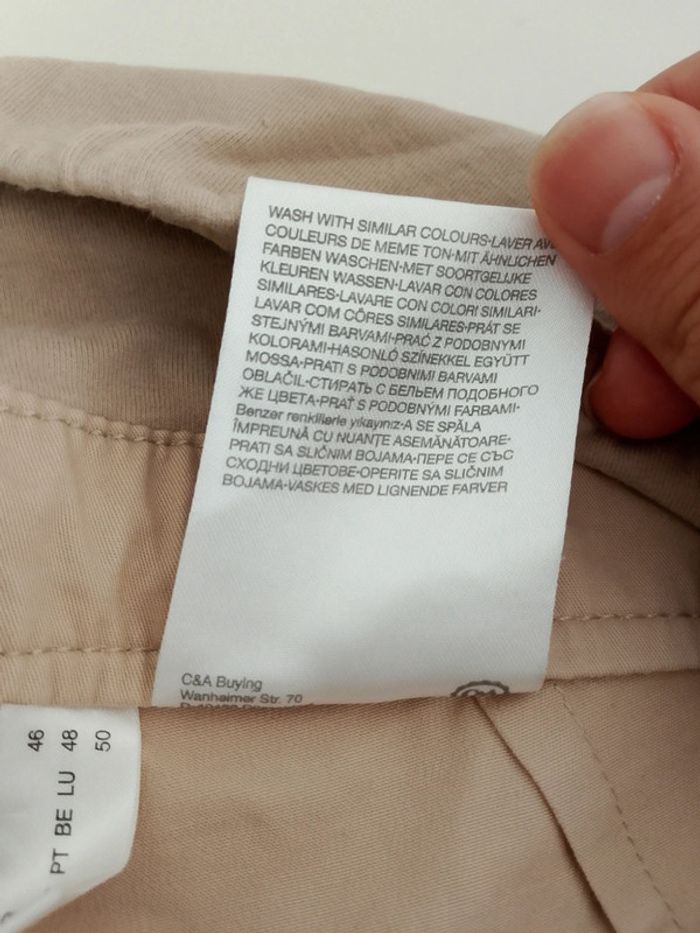 WASH WITH SIMILAR COLOURS·LAVER
COULEURS DE MEME TON·MIT ÄHNLICHEN
FARBEN WASCHEN·MET SOORTGELIJKE
KLEUREN WASSEN·LAVAR CON COLORES
SIMILARES·LAVARE CON COLORI SIMILARI·
LAVAR COM CÔRES SIMILARES·PRÁT SE
STEJNÝMI BARVAMI·PRAĆ Z PODOBNYMI
KOLORAMI·HASONLÓ SZÍNEKKEL EGYÜTT
MOSSA·PRATI S PODOBNIMI BARVAMI
OBLAČIL·СТИРАТЬ С БЕЛЬЕМ ПОДОБНОГО
ЖЕ ЦВЕТА·PRAŤ S PODOBNÝMI FARBAMI·
Benzer renklilerle yıkayınız·A SE SPĂLA
ÎMPREUNĂ CU NUANŢE ASEMĂNĂTOARE·
PRATI SA SLIČNIM BOJAMA·ПЕРЕ СЕ СЪС
СХОДНИ ЦВЕТОВЕ·OPERITE SA SLIČNIM
BOJAMA·VASKES MED LIGNENDE FARVER
C&A Buying
Wanheimer Str. 70
PT 46
BE LU 48
50